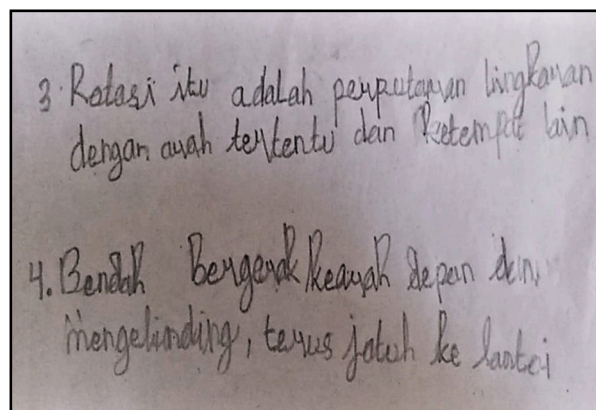 3. Rotasi itu adalah perputaran lingkaran
dengan arah tertentu dan ketempat lain
4. Bendah Bergerak kearah depan dan
mengelinding, terus jatuh ke lantai